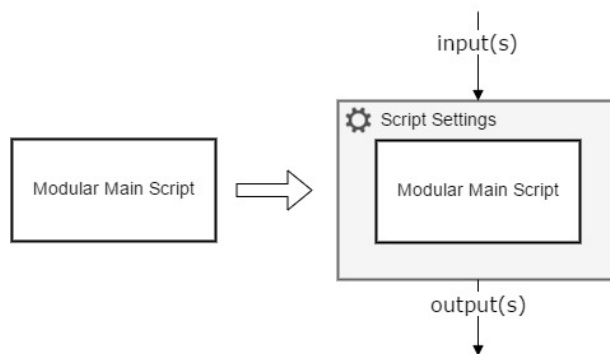 input(s)
Script Settings
Modular Main Script
Modular Main Script
output(s)